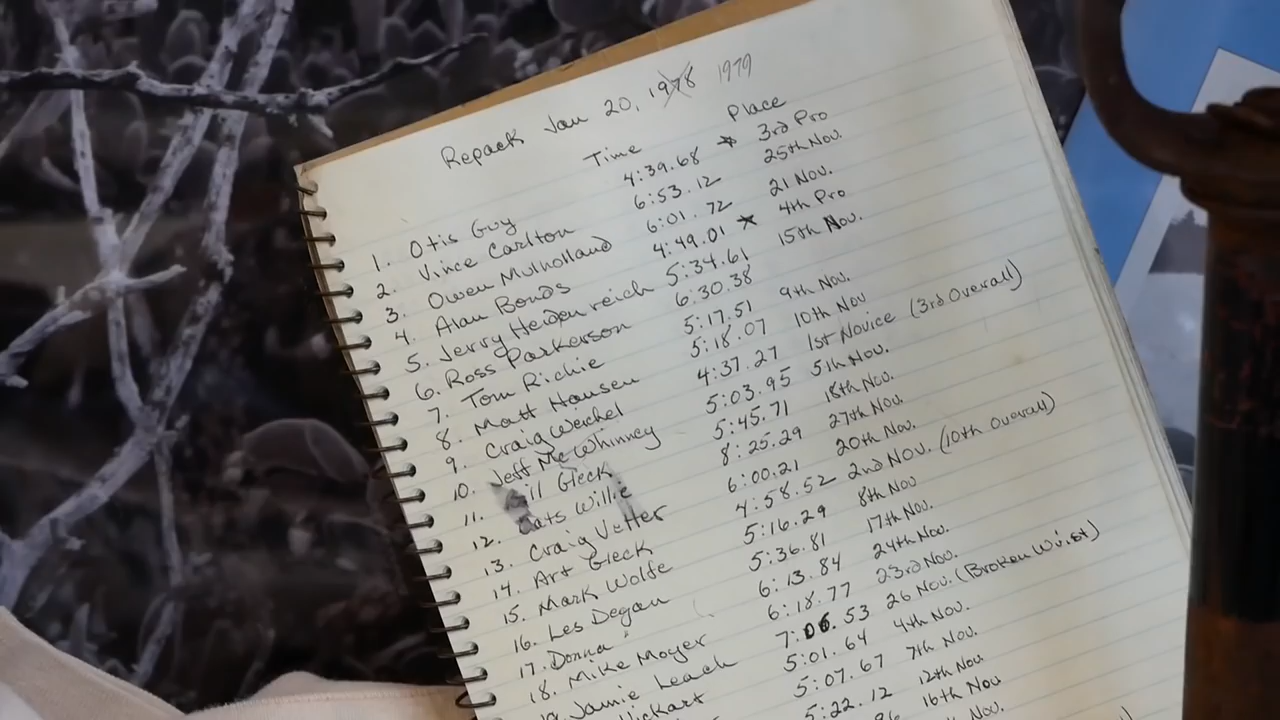 Repack Jan 20, 1978 1979
Time Place
1. Otis Guy 4:39.68 * 3rd Pro
2. Vince Carlton 6:53.12 25th Nov.
3. Owen Mulholland 6:01.72 21 Nov.
4. Alan Bonds 4:49.01 * 4th Pro
5. Jerry Heidenreich 5:34.61 15th Nov.
6. Ross Parkerson 6:30.38
7. Tom Richie 5:17.51 9th Nov.
8. Matt Hansen 5:18.07 10th Nov
9. Craig Weichel 4:37.27 1st Novice (3rd Overall)
10. Jeff McWhinney 5:03.95 5th Nov.
11. ill Gleck 5:45.71 18th Nov.
12. ats Willie 8:25.29 27th Nov.
13. Craig Vetter 6:00.21 20th Nov.
14. Art Gleck 4:58.52 2nd Nov. (10th Overall)
15. Mark Wolfe 5:16.29 8th Nov
16. Les Degan 5:36.81 17th Nov.
17. Donna 6:13.84 24th Nov.
18. Mike Moyer 6:18.77 23rd Nov.
19. Jamie Leach 7:06.53 26 Nov. (Broken Wrist)
5:01.64 4th Nov.
5:07.67 7th Nov.
5:22.12 12th Nov
16th Nov